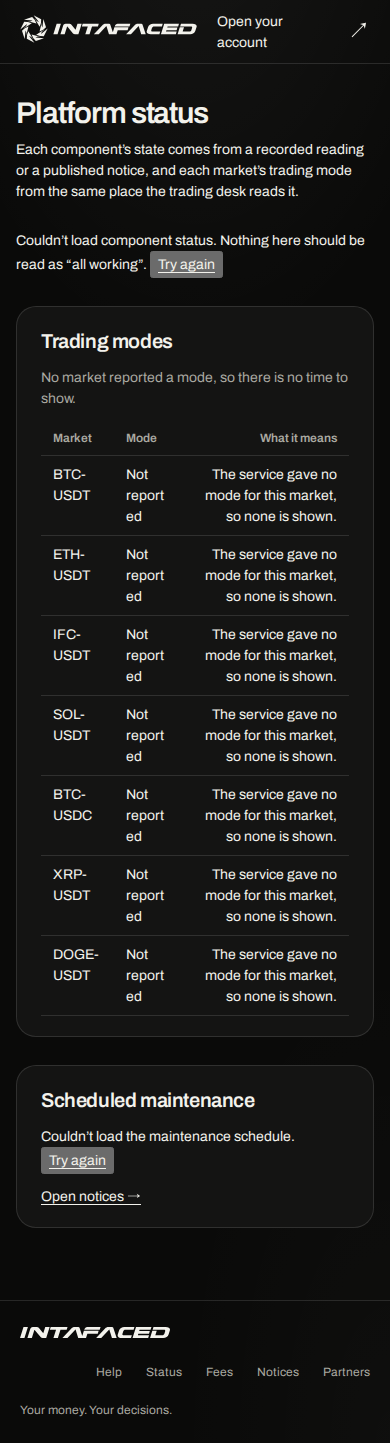 INTAFACED
Open your
account
Platform status
Each component’s state comes from a recorded reading
or a published notice, and each market’s trading mode
from the same place the trading desk reads it.
Couldn’t load component status. Nothing here should be
read as “all working”. Try again
Trading modes
No market reported a mode, so there is no time to
show.
Market Mode What it means
BTC- Not The service gave no
USDT report mode for this market,
ed so none is shown.
ETH- Not The service gave no
USDT report mode for this market,
ed so none is shown.
IFC- Not The service gave no
USDT report mode for this market,
ed so none is shown.
SOL- Not The service gave no
USDT report mode for this market,
ed so none is shown.
BTC- Not The service gave no
USDC report mode for this market,
ed so none is shown.
XRP- Not The service gave no
USDT report mode for this market,
ed so none is shown.
DOGE- Not The service gave no
USDT report mode for this market,
ed so none is shown.
Scheduled maintenance
Couldn’t load the maintenance schedule.
Try again
Open notices →
INTAFACED
Help Status Fees Notices Partners
Your money. Your decisions.